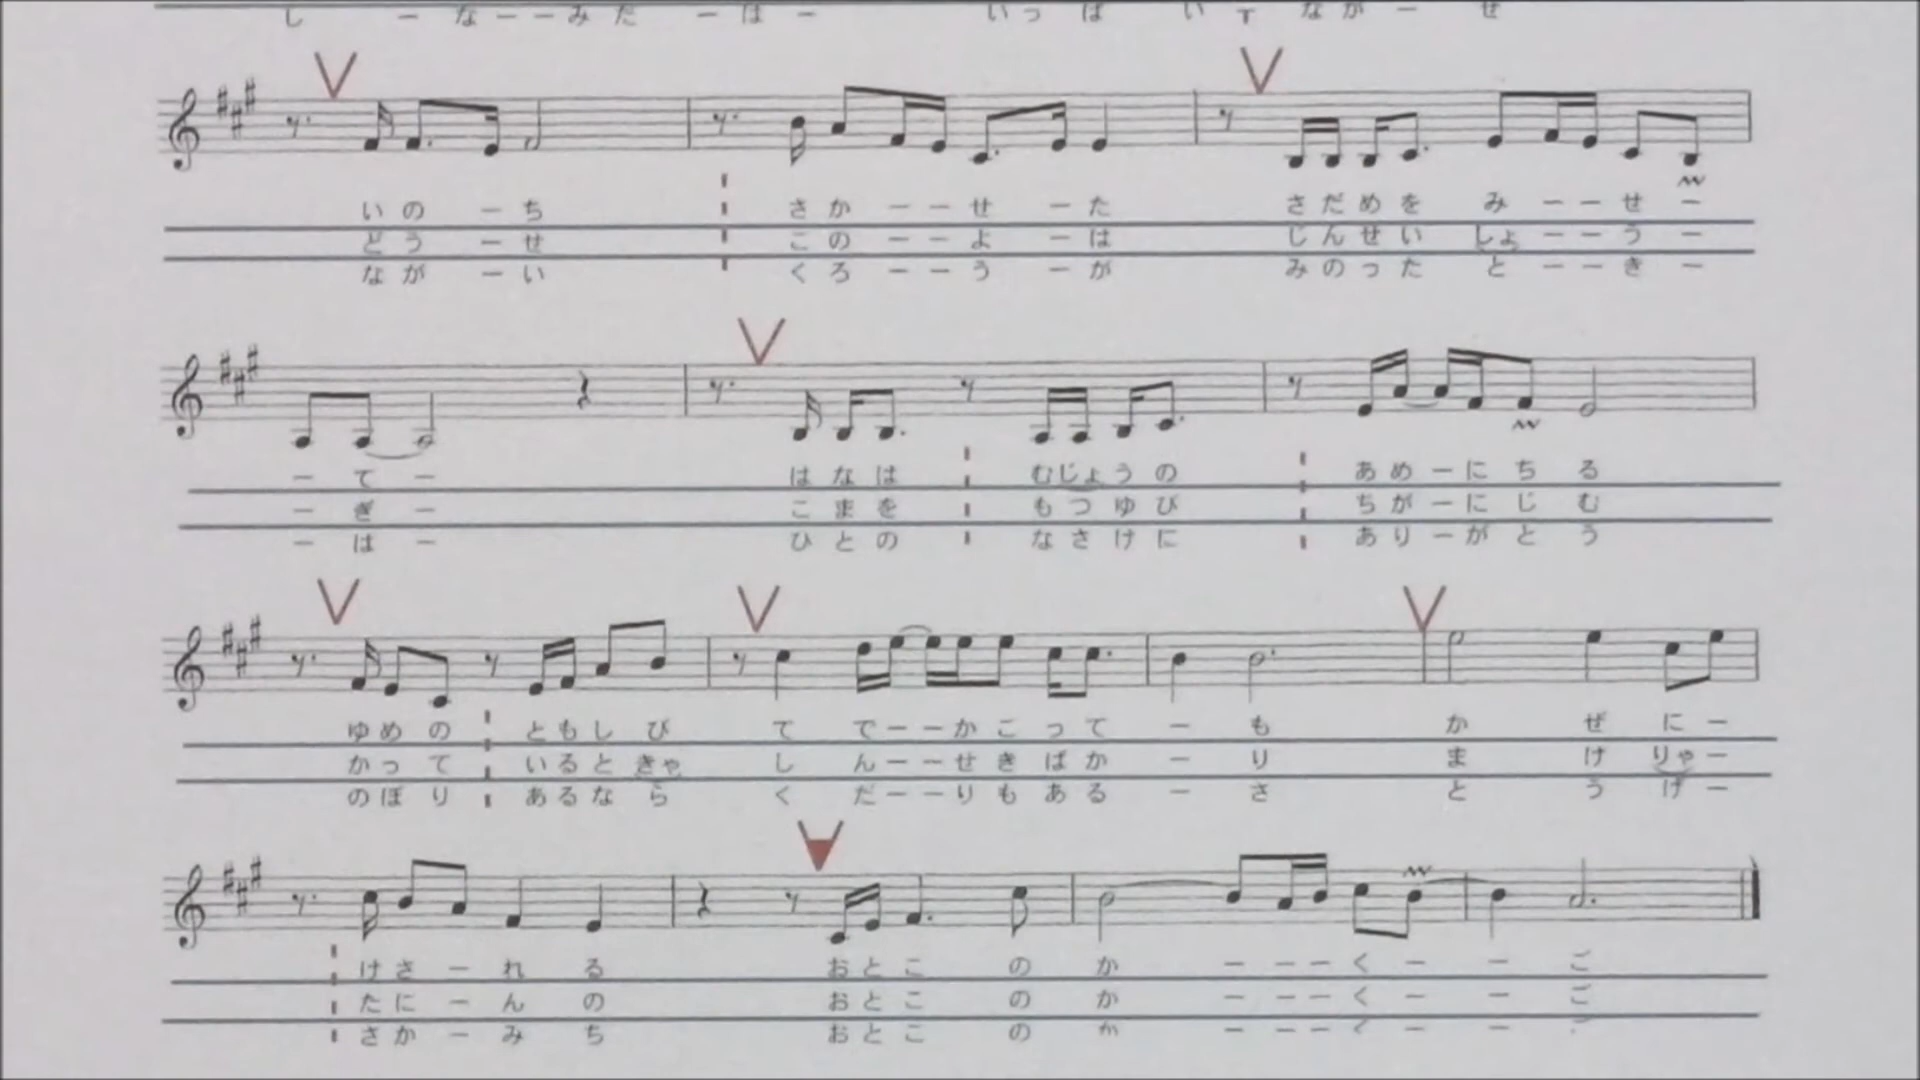 し ー な ー ー み だ ー は ー い っ ぱ い な が ー せ
い の ー ち さ か ー ー せ ー た さ だ め を み ー ー せ ー
ど う ー せ こ の ー ー よ ー は じ ん せ い しょ ー ー う ー
な が ー い く ろ ー ー う ー が み の っ た と ー ー き ー
ー て ー は な は む じょ う の あ め ー に ち る
ー ぎ ー こ ま を も つ ゆ び ち が ー に じ む
ー は ー ひ と の な さ け に あ り ー が と う
ゆ め の と も し び て で ー ー か こ っ て ー も か ぜ に ー
か っ て い る と きゃ し ん ー ー せ き ば か ー り ま け りゃ ー
の ぼ り あ る な ら く だ ー ー り も あ る ー さ と う げ ー
け さ ー れ る お と こ の か ー ー ー く ー ー ご
た に ー ん の お と こ の か ー ー ー く ー ー ご
さ か ー み ち お と こ の か ー ー ー く ー ー